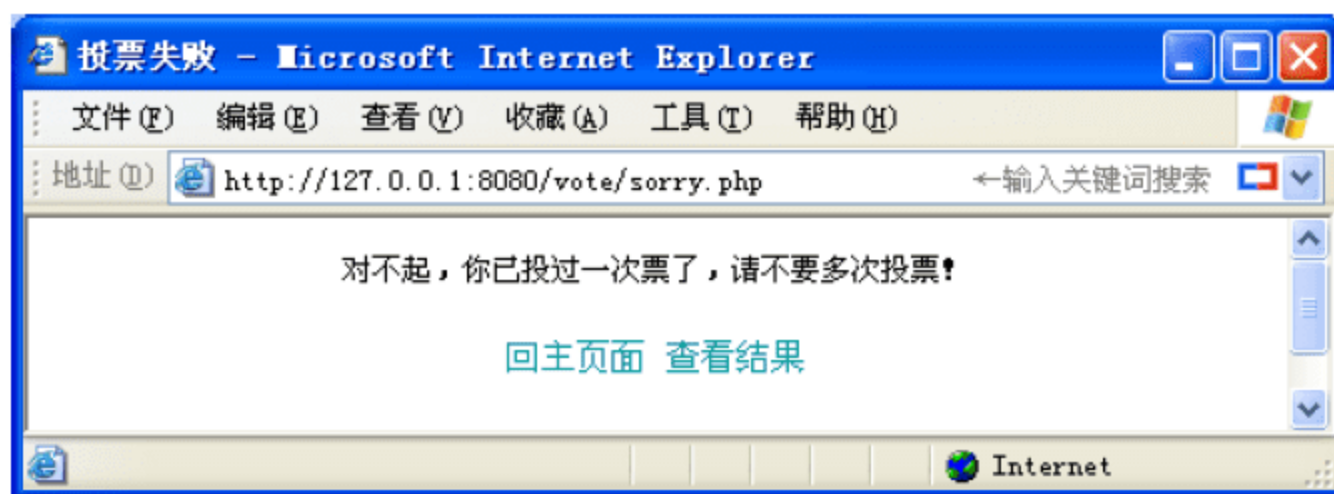 投票失败 - Microsoft Internet Explorer
文件(F) 编辑(E) 查看(V) 收藏(A) 工具(T) 帮助(H)
地址(D) http://127.0.0.1:8080/vote/sorry.php ←输入关键词搜索
对不起，你已投过一次票了，请不要多次投票！
回主页面 查看结果
Internet